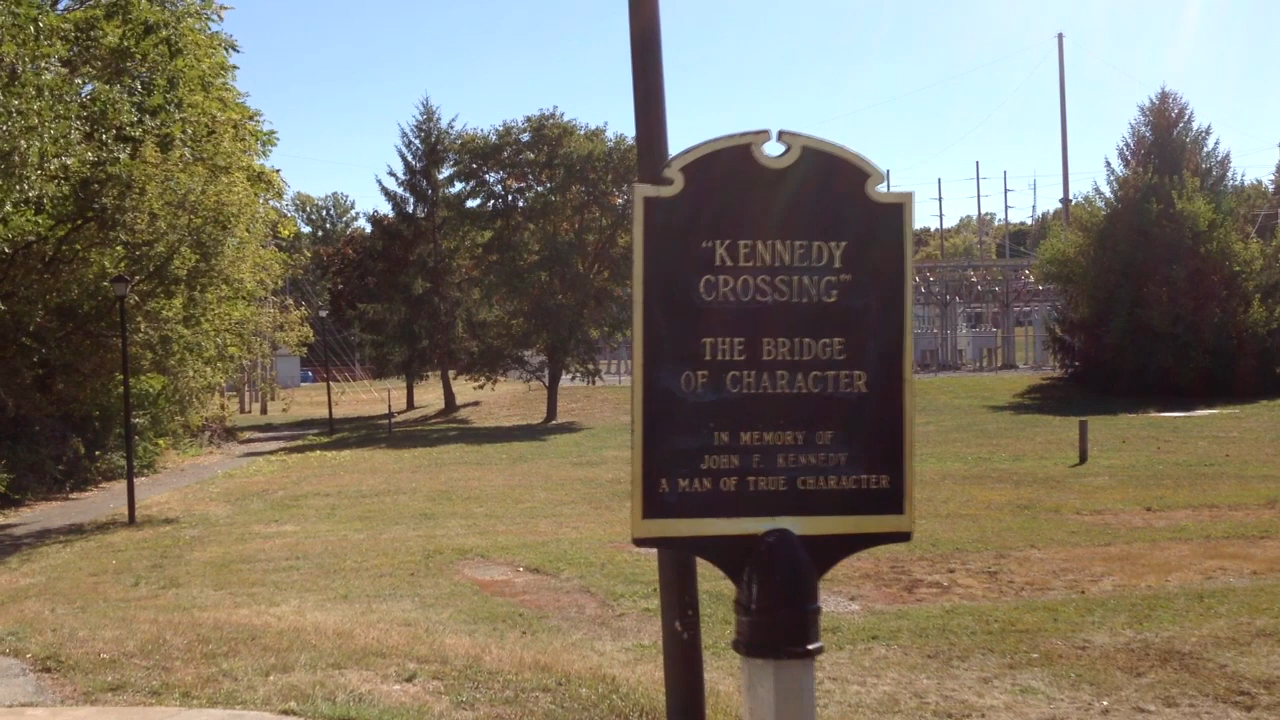 "KENNEDY
CROSSING"
THE BRIDGE
OF CHARACTER
IN MEMORY OF
JOHN F. KENNEDY
A MAN OF TRUE CHARACTER